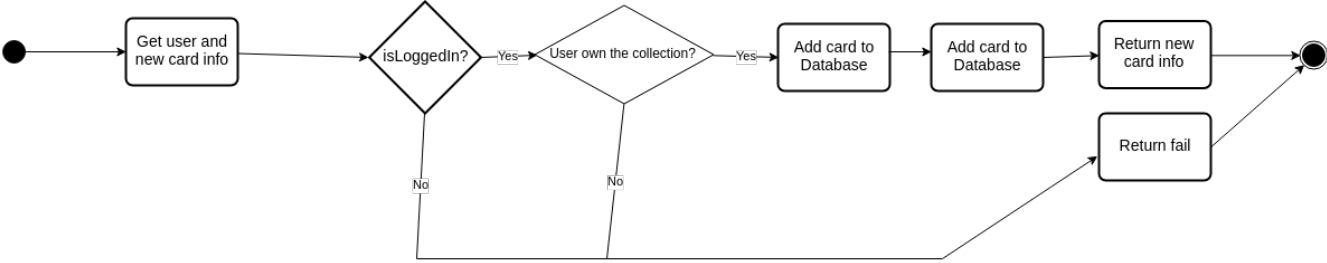 Get user and
new card info
isLoggedIn?
Yes
User own the collection?
Yes
Add card to
Database
Add card to
Database
Return new
card info
Return fail
No
No